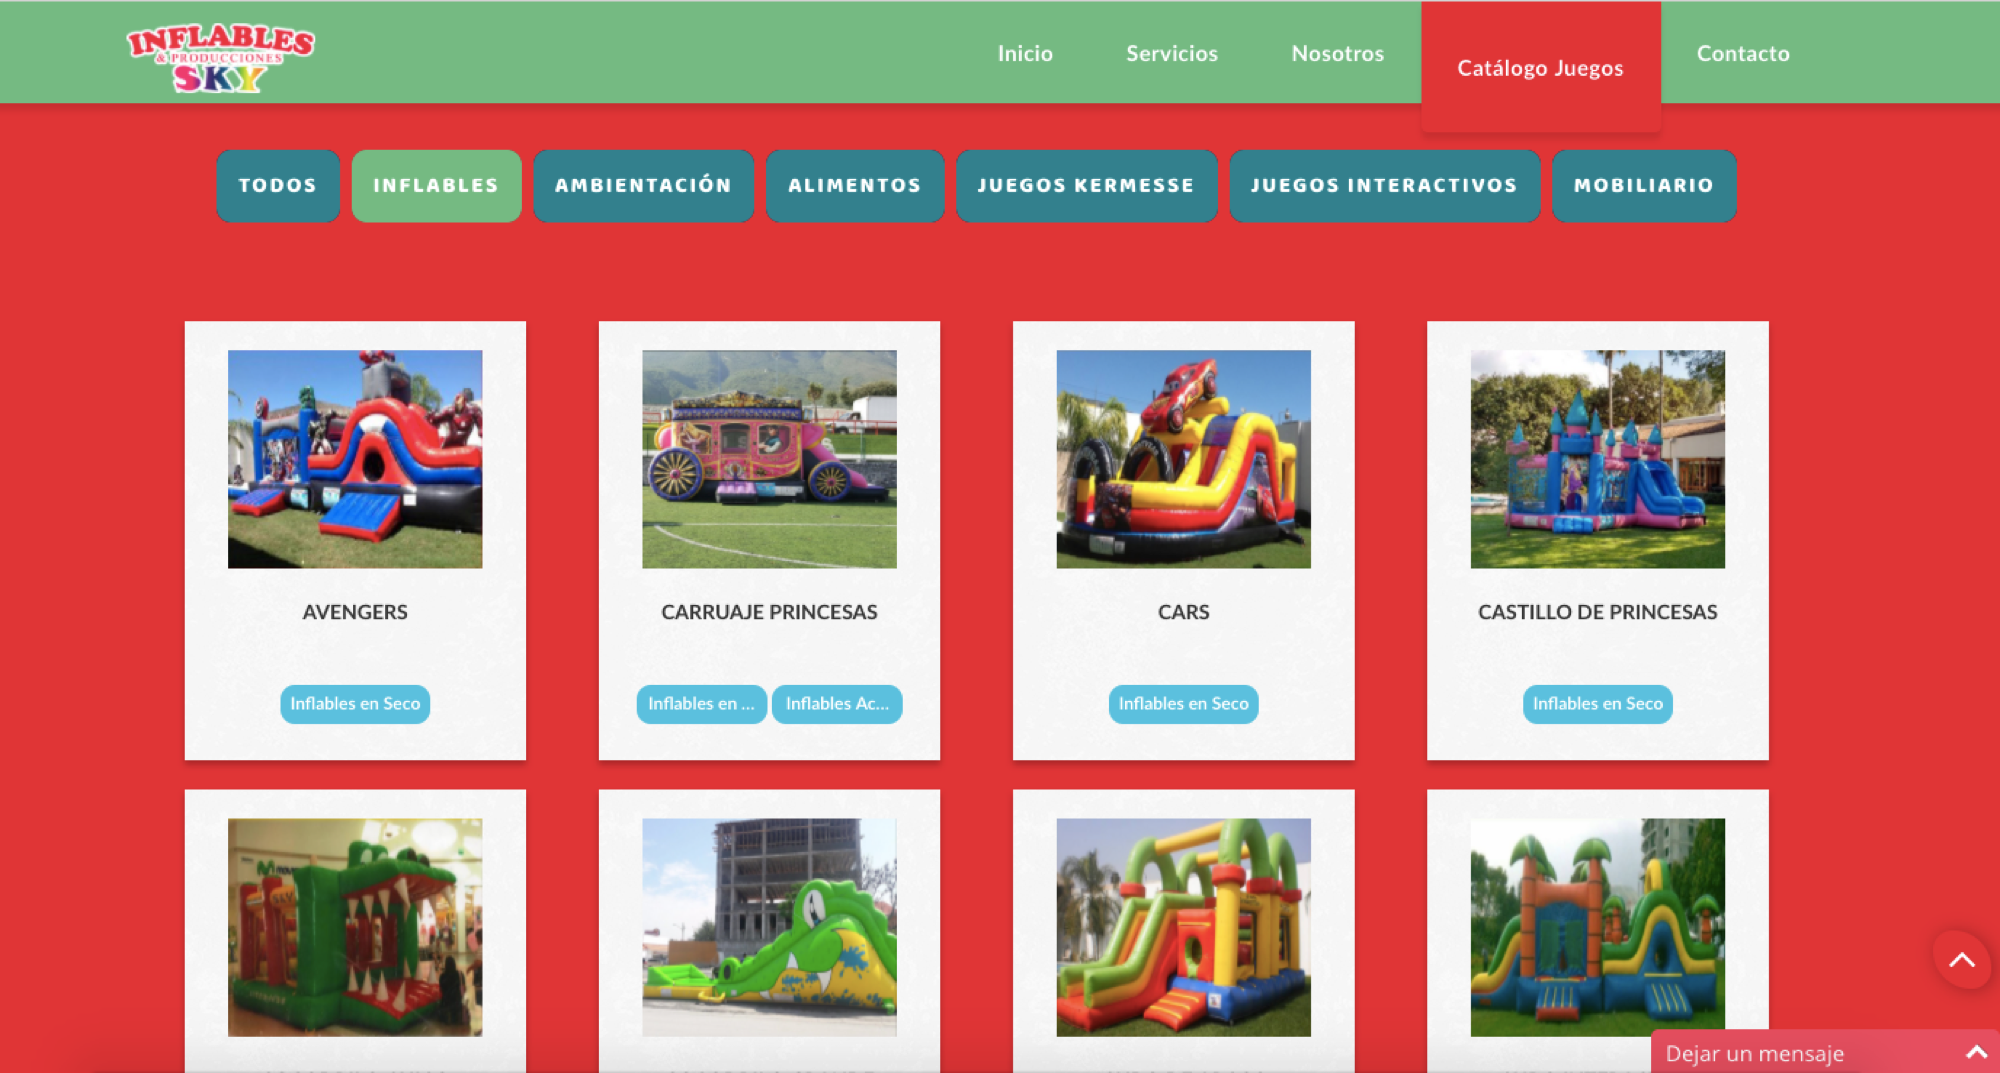 INFLABLES
& PRODUCCIONES
SKY
Inicio
Servicios
Nosotros
Catálogo Juegos
Contacto
TODOS
INFLABLES
AMBIENTACIÓN
ALIMENTOS
JUEGOS KERMESSE
JUEGOS INTERACTIVOS
MOBILIARIO
AVENGERS
CARRUAJE PRINCESAS
CARS
CASTILLO DE PRINCESAS
Inflables en Seco
Inflables en ...
Inflables Ac...
Inflables en Seco
Inflables en Seco
Dejar un mensaje